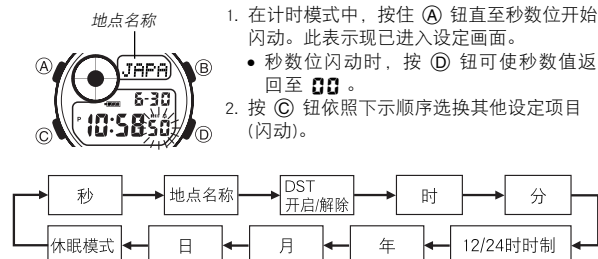 地点名称
A
B
C
D
JAPA
6-30
P 10:58 50
1. 在计时模式中，按住 A 钮直至秒数位开始
闪动。此表示现已进入设定画面。
• 秒数位闪动时，按 D 钮可使秒数值返
回至 00 。
2. 按 C 钮依照下示顺序选换其他设定项目
(闪动)。
秒
地点名称
DST
开启/解除
时
分
12/24时时制
年
月
日
休眠模式